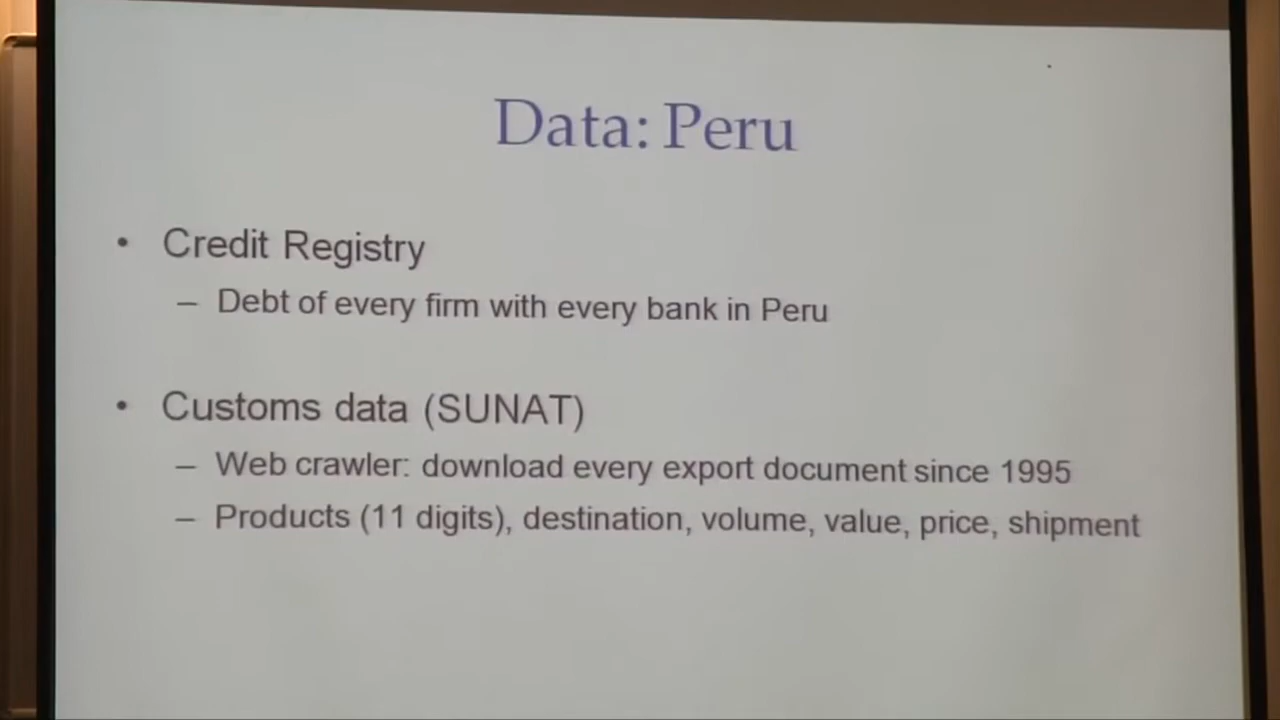 Data: Peru
• Credit Registry
– Debt of every firm with every bank in Peru
• Customs data (SUNAT)
– Web crawler: download every export document since 1995
– Products (11 digits), destination, volume, value, price, shipment